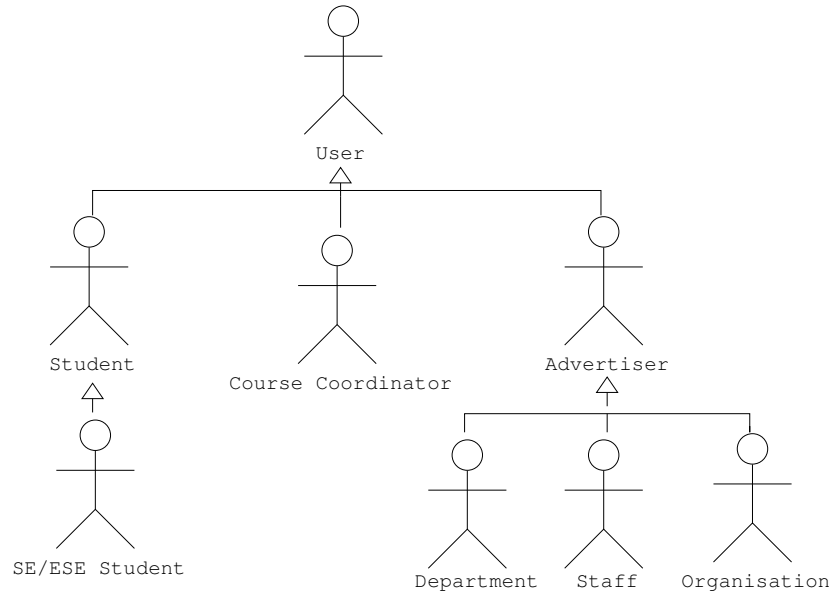 User
Student
Course Coordinator
Advertiser
SE/ESE Student
Department
Staff
Organisation